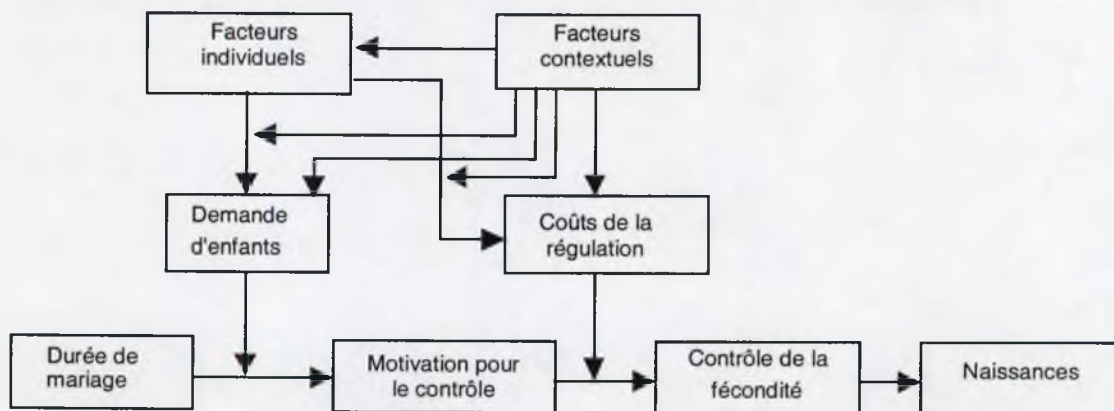 Facteurs
individuels
Facteurs
contextuels
Demande
d'enfants
Coûts de la
régulation
Durée de
mariage
Motivation pour
le contrôle
Contrôle de la
fécondité
Naissances